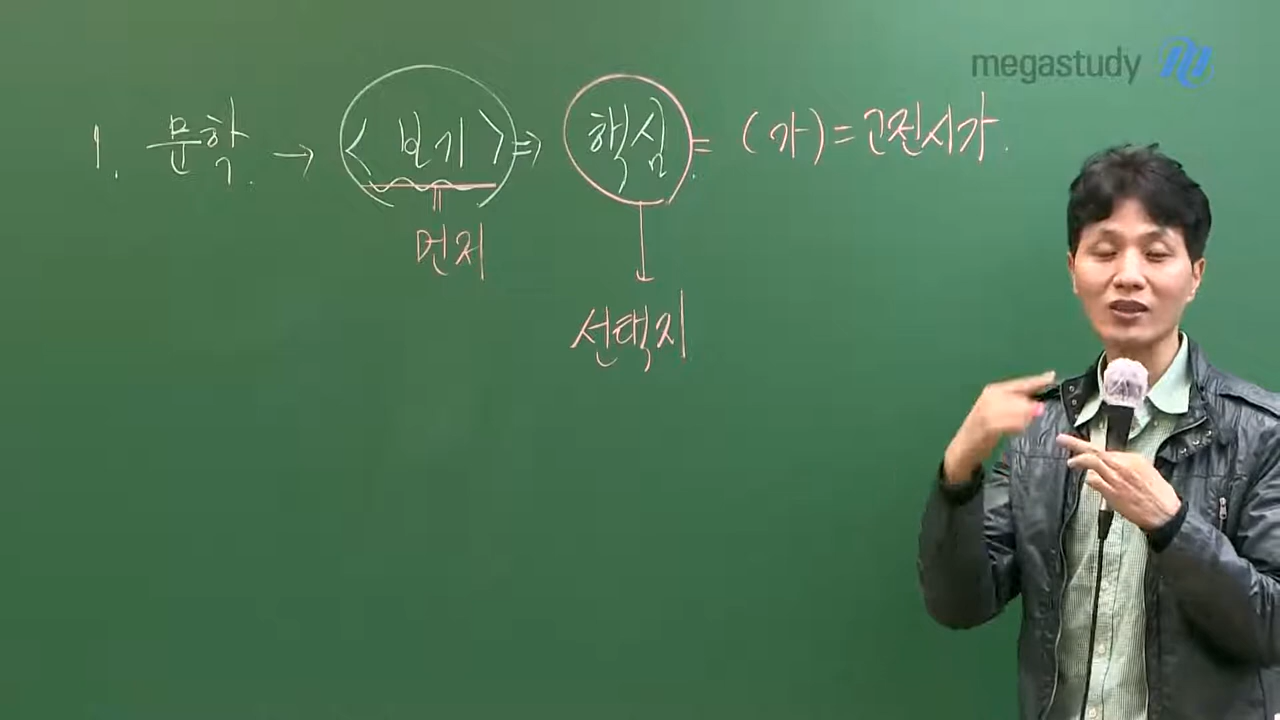 megastudy
1. 문학. → <보기> ⇒ 핵심. = (가) = 고전시가.
먼저
선택지